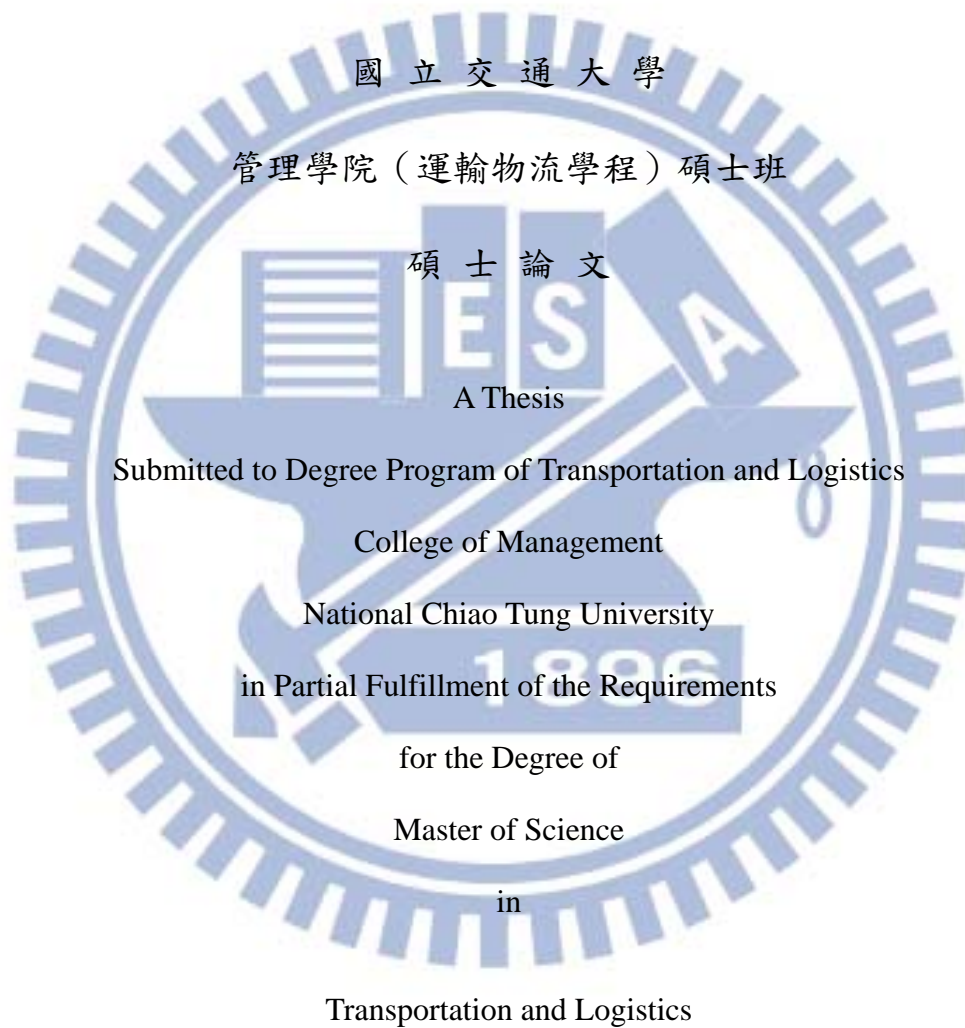 國 立 交 通 大 學
管理學院（運輸物流學程）碩士班
碩 士 論 文
E S A
A Thesis
Submitted to Degree Program of Transportation and Logistics
College of Management
National Chiao Tung University
1896
in Partial Fulfillment of the Requirements
for the Degree of
Master of Science
in
Transportation and Logistics